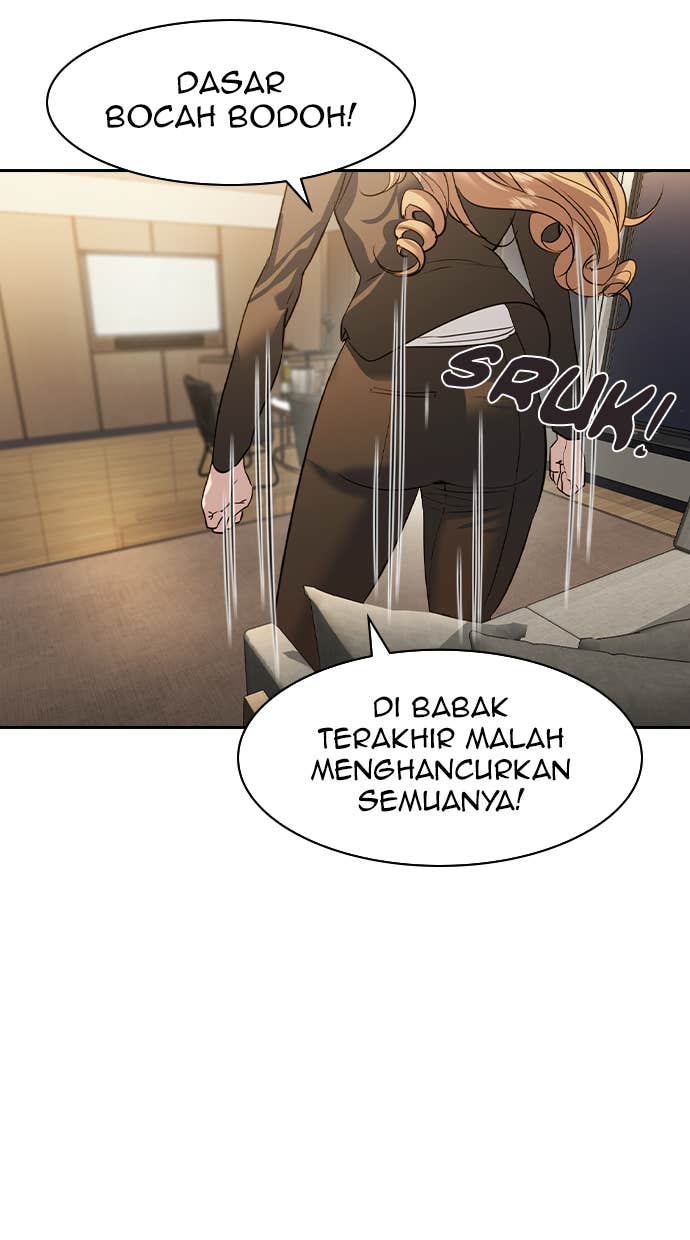 DASAR
BOCAH BODOH!
SRUK!
DI BABAK
TERAKHIR MALAH
MENGHANCURKAN
SEMUANYA!